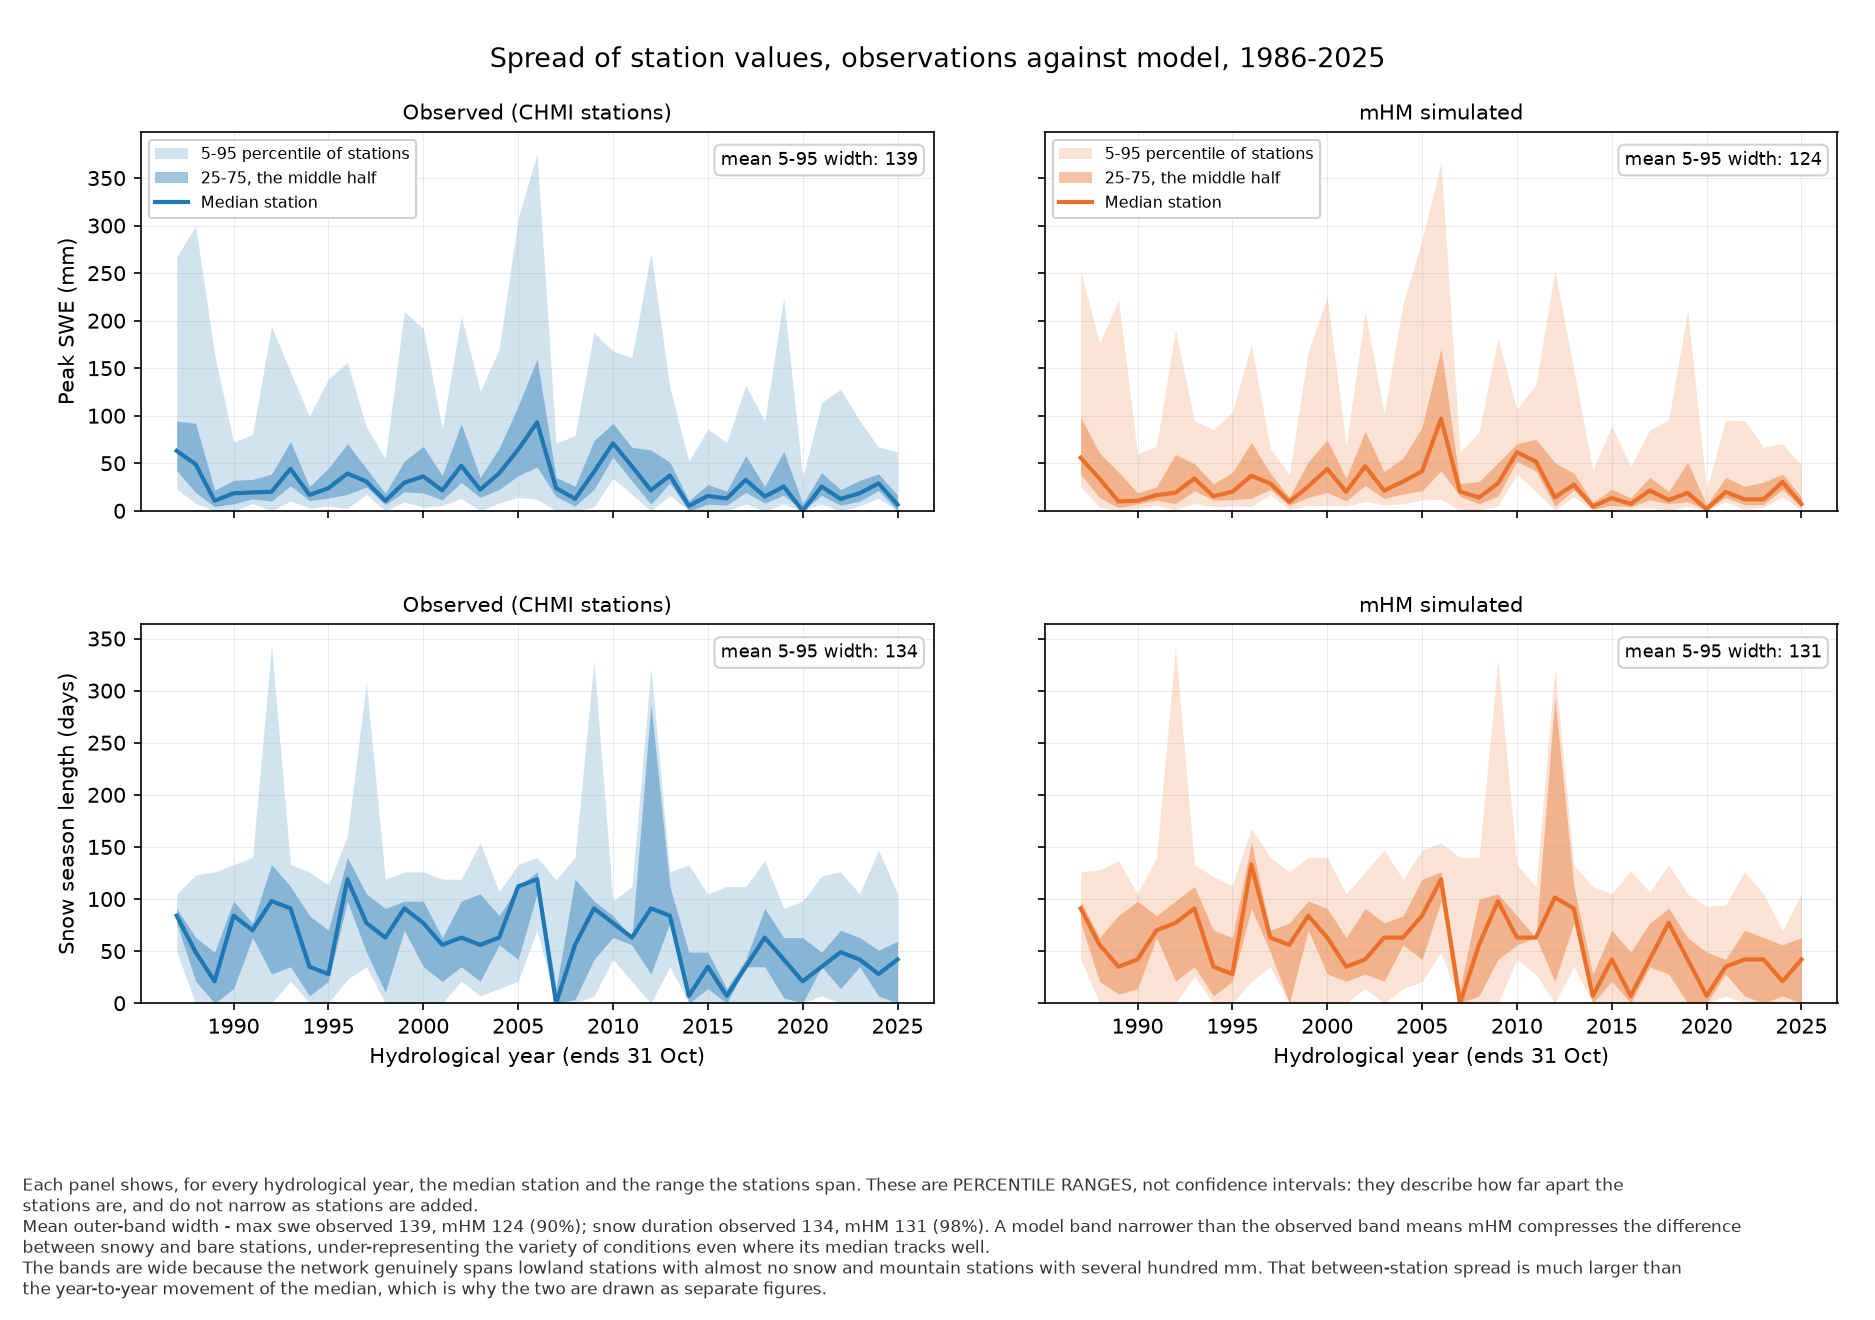 Spread of station values, observations against model, 1986-2025
Observed (CHMI stations)
mHM simulated
5-95 percentile of stations
25-75, the middle half
Median station
mean 5-95 width: 139
5-95 percentile of stations
25-75, the middle half
Median station
mean 5-95 width: 124
Peak SWE (mm)
350
300
250
200
150
100
50
0
Observed (CHMI stations)
mHM simulated
mean 5-95 width: 134
mean 5-95 width: 131
Snow season length (days)
350
300
250
200
150
100
50
0
1990 1995 2000 2005 2010 2015 2020 2025
1990 1995 2000 2005 2010 2015 2020 2025
Hydrological year (ends 31 Oct)
Hydrological year (ends 31 Oct)
Each panel shows, for every hydrological year, the median station and the range the stations span. These are PERCENTILE RANGES, not confidence intervals: they describe how far apart the
stations are, and do not narrow as stations are added.
Mean outer-band width - max swe observed 139, mHM 124 (90%); snow duration observed 134, mHM 131 (98%). A model band narrower than the observed band means mHM compresses the difference
between snowy and bare stations, under-representing the variety of conditions even where its median tracks well.
The bands are wide because the network genuinely spans lowland stations with almost no snow and mountain stations with several hundred mm. That between-station spread is much larger than
the year-to-year movement of the median, which is why the two are drawn as separate figures.